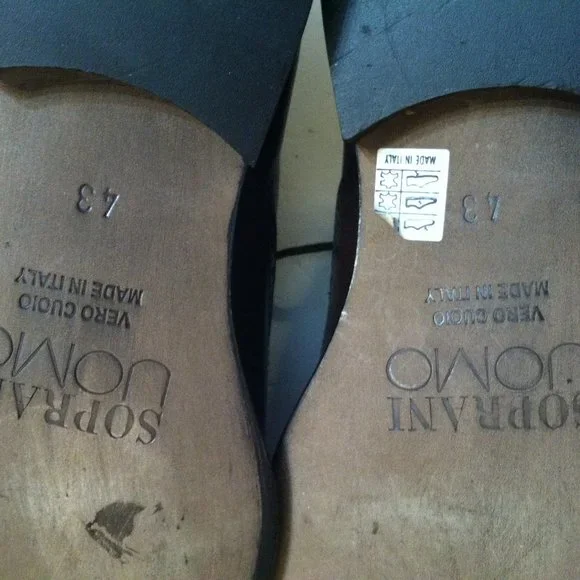 SOPRANI
UOMO
VERO CUOIO
MADE IN ITALY
43
MADE IN ITALY
SOPRANI
UOMO
VERO CUOIO
MADE IN ITALY
43